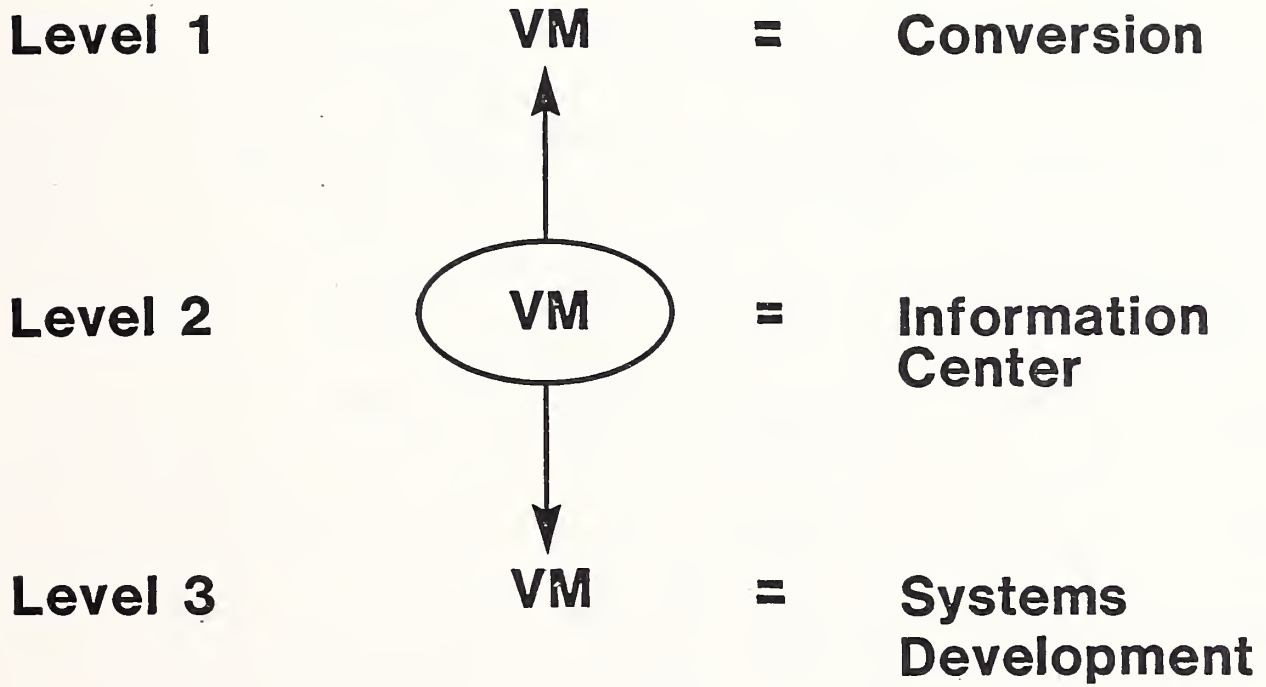 Level 1 VM = Conversion
Level 2 VM = Information
Center
Level 3 VM = Systems
Development